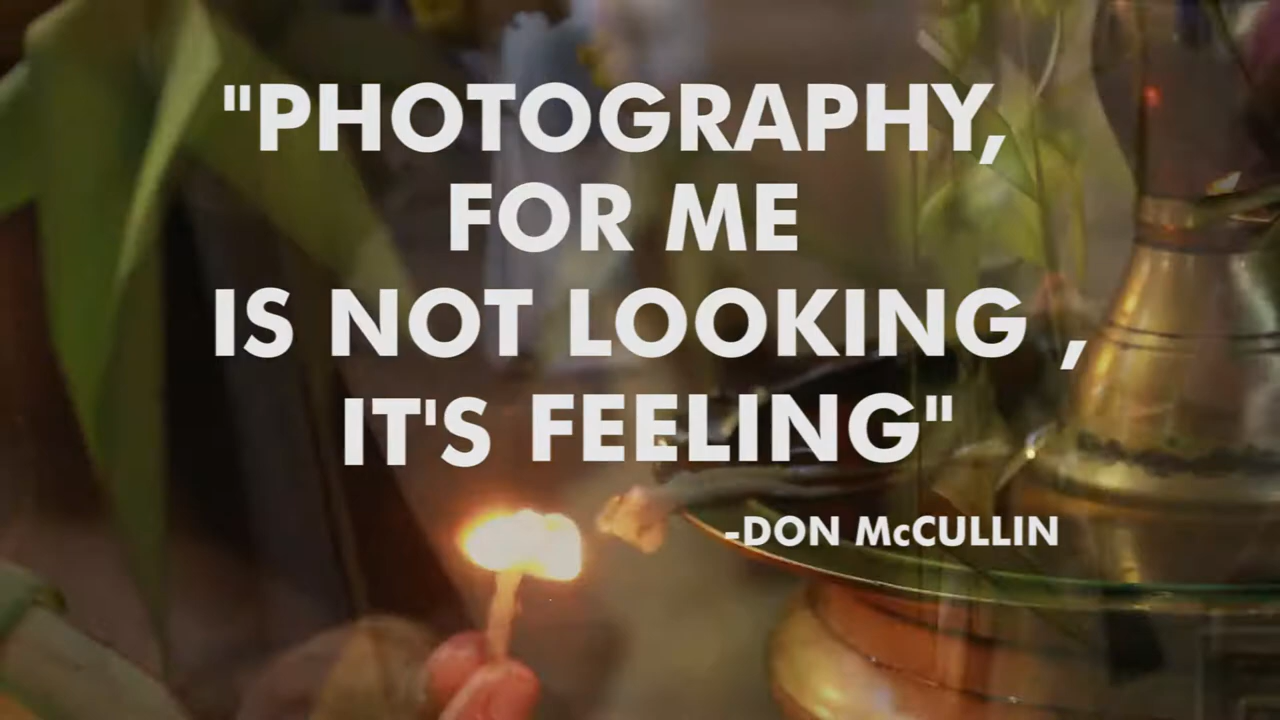 "PHOTOGRAPHY,
FOR ME
IS NOT LOOKING ,
IT'S FEELING"
-DON McCULLIN